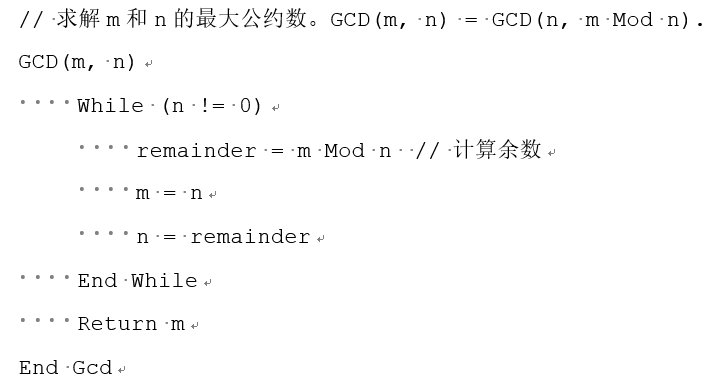 // 求解 m 和 n 的最大公约数。GCD(m, n) = GCD(n, m Mod n).
GCD(m, n)
    While (n != 0)
        remainder = m Mod n  // 计算余数
        m = n
        n = remainder
    End While
    Return m
End Gcd